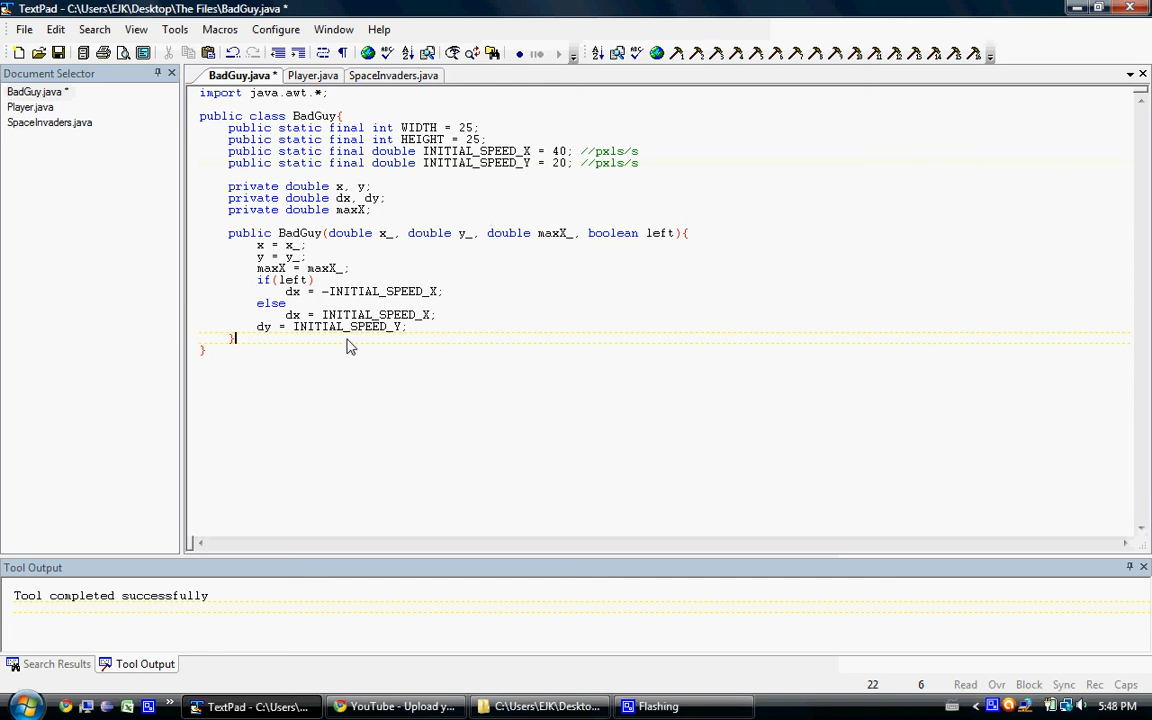 TextPad - C:\Users\EJK\Desktop\The Files\BadGuy.java *
File Edit Search View Tools Macros Configure Window Help
Document Selector
BadGuy.java *
Player.java
SpaceInvaders.java
BadGuy.java * Player.java SpaceInvaders.java
import java.awt.*;
public class BadGuy{
public static final int WIDTH = 25;
public static final int HEIGHT = 25;
public static final double INITIAL_SPEED_X = 40; //pxls/s
public static final double INITIAL_SPEED_Y = 20; //pxls/s
private double x, y;
private double dx, dy;
private double maxX;
public BadGuy(double x_, double y_, double maxX_, boolean left){
x = x_;
y = y_;
maxX = maxX_;
if(left)
dx = -INITIAL_SPEED_X;
else
dx = INITIAL_SPEED_X;
dy = INITIAL_SPEED_Y;
}
}
Tool Output
Tool completed successfully
Search Results Tool Output
22 6 Read Ovr Block Sync Rec Caps
TextPad - C:\Users\... YouTube - Upload y... C:\Users\EJK\Deskto... Flashing 5:48 PM